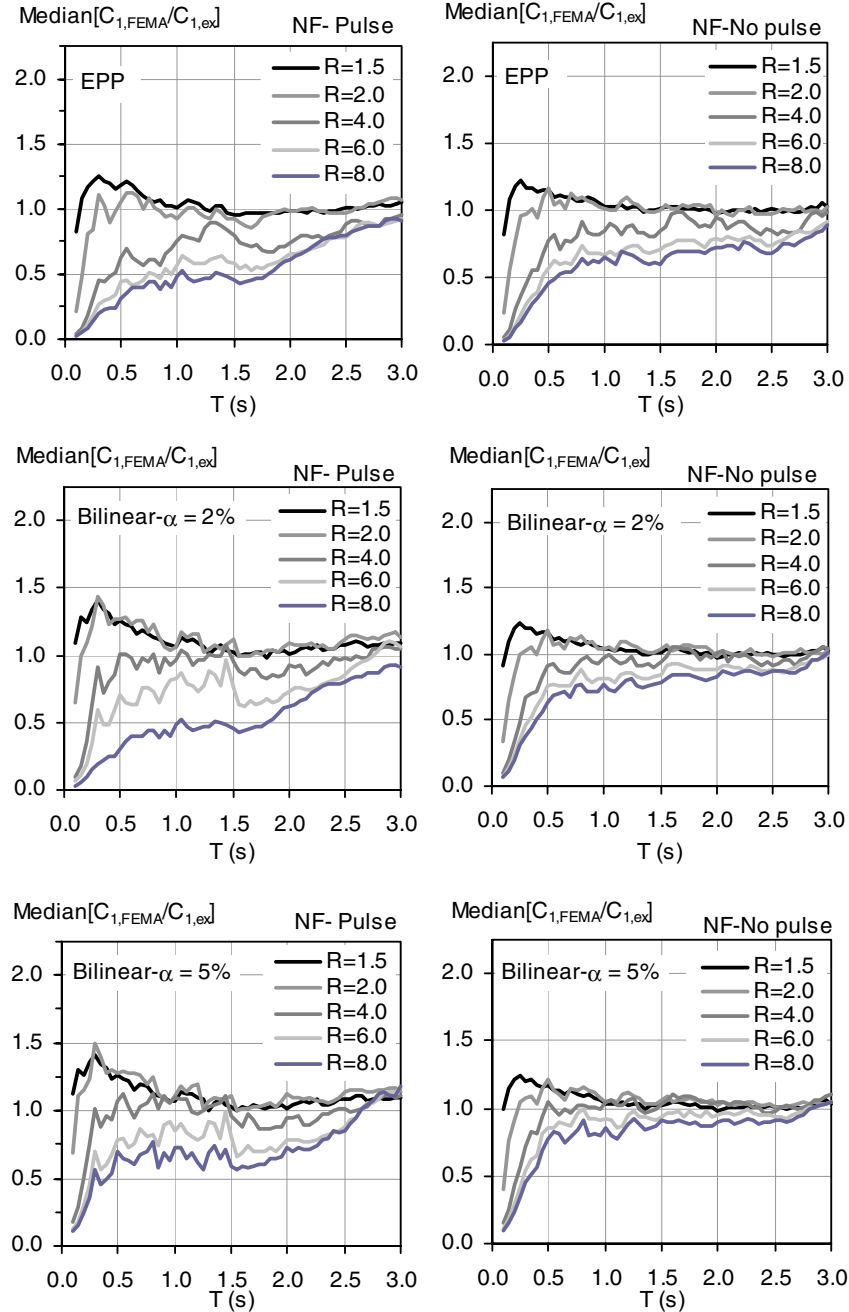 Median[C1,FEMA/C1,ex]
NF- Pulse
EPP
R=1.5
R=2.0
R=4.0
R=6.0
R=8.0
2.0
1.5
1.0
0.5
0.0
0.0 0.5 1.0 1.5 2.0 2.5 3.0
T (s)
Median[C1,FEMA/C1,ex]
NF-No pulse
EPP
R=1.5
R=2.0
R=4.0
R=6.0
R=8.0
2.0
1.5
1.0
0.5
0.0
0.0 0.5 1.0 1.5 2.0 2.5 3.0
T (s)
Median[C1,FEMA/C1,ex]
NF- Pulse
Bilinear-α = 2%
R=1.5
R=2.0
R=4.0
R=6.0
R=8.0
2.0
1.5
1.0
0.5
0.0
0.0 0.5 1.0 1.5 2.0 2.5 3.0
T (s)
Median[C1,FEMA/C1,ex]
NF-No pulse
Bilinear-α = 2%
R=1.5
R=2.0
R=4.0
R=6.0
R=8.0
2.0
1.5
1.0
0.5
0.0
0.0 0.5 1.0 1.5 2.0 2.5 3.0
T (s)
Median[C1,FEMA/C1,ex]
NF- Pulse
Bilinear-α = 5%
R=1.5
R=2.0
R=4.0
R=6.0
R=8.0
2.0
1.5
1.0
0.5
0.0
0.0 0.5 1.0 1.5 2.0 2.5 3.0
T (s)
Median[C1,FEMA/C1,ex]
NF-No pulse
Bilinear-α = 5%
R=1.5
R=2.0
R=4.0
R=6.0
R=8.0
2.0
1.5
1.0
0.5
0.0
0.0 0.5 1.0 1.5 2.0 2.5 3.0
T (s)